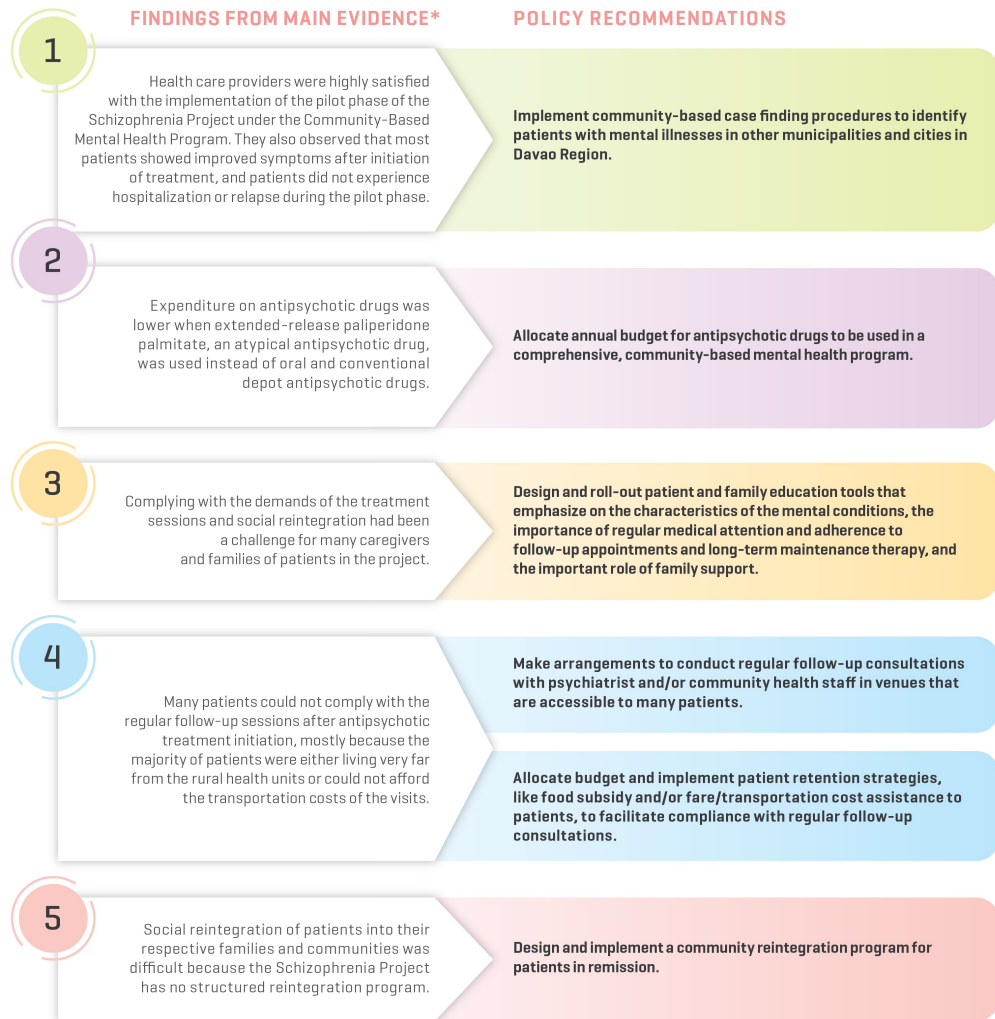 FINDINGS FROM MAIN EVIDENCE*
POLICY RECOMMENDATIONS
1
Health care providers were highly satisfied
with the implementation of the pilot phase of the
Schizophrenia Project under the Community-Based
Mental Health Program. They also observed that most
patients showed improved symptoms after initiation
of treatment, and patients did not experience
hospitalization or relapse during the pilot phase.
Implement community-based case finding procedures to identify
patients with mental illnesses in other municipalities and cities in
Davao Region.
2
Expenditure on antipsychotic drugs was
lower when extended-release paliperidone
palmitate, an atypical antipsychotic drug,
was used instead of oral and conventional
depot antipsychotic drugs.
Allocate annual budget for antipsychotic drugs to be used in a
comprehensive, community-based mental health program.
3
Complying with the demands of the treatment
sessions and social reintegration had been
a challenge for many caregivers
and families of patients in the project.
Design and roll-out patient and family education tools that
emphasize on the characteristics of the mental conditions, the
importance of regular medical attention and adherence to
follow-up appointments and long-term maintenance therapy, and
the important role of family support.
4
Many patients could not comply with the
regular follow-up sessions after antipsychotic
treatment initiation, mostly because the
majority of patients were either living very far
from the rural health units or could not afford
the transportation costs of the visits.
Make arrangements to conduct regular follow-up consultations
with psychiatrist and/or community health staff in venues that
are accessible to many patients.
Allocate budget and implement patient retention strategies,
like food subsidy and/or fare/transportation cost assistance to
patients, to facilitate compliance with regular follow-up
consultations.
5
Social reintegration of patients into their
respective families and communities was
difficult because the Schizophrenia Project
has no structured reintegration program.
Design and implement a community reintegration program for
patients in remission.